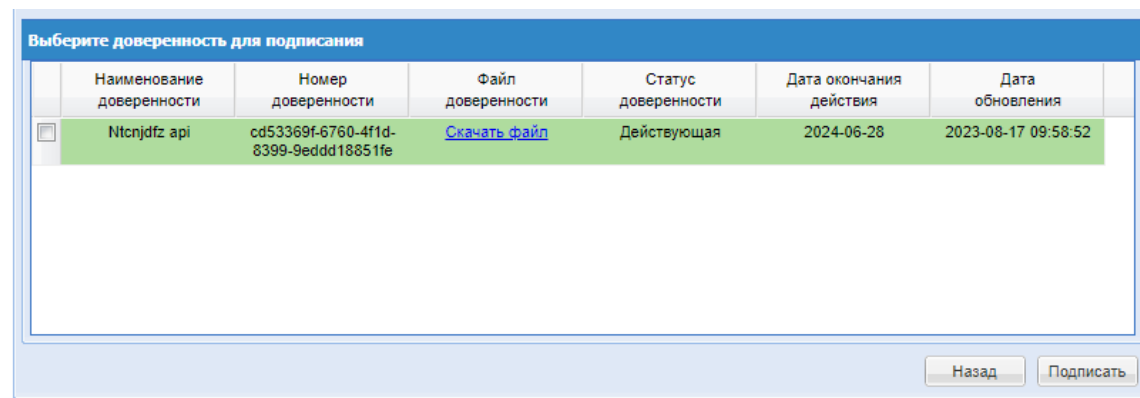 Выберите доверенность для подписания
Наименование доверенности
Номер доверенности
Файл доверенности
Статус доверенности
Дата окончания действия
Дата обновления
Ntcnjdfz api
cd53369f-6760-4f1d-
8399-9eddd18851fe
Скачать файл
Действующая
2024-06-28
2023-08-17 09:58:52
Назад
Подписать